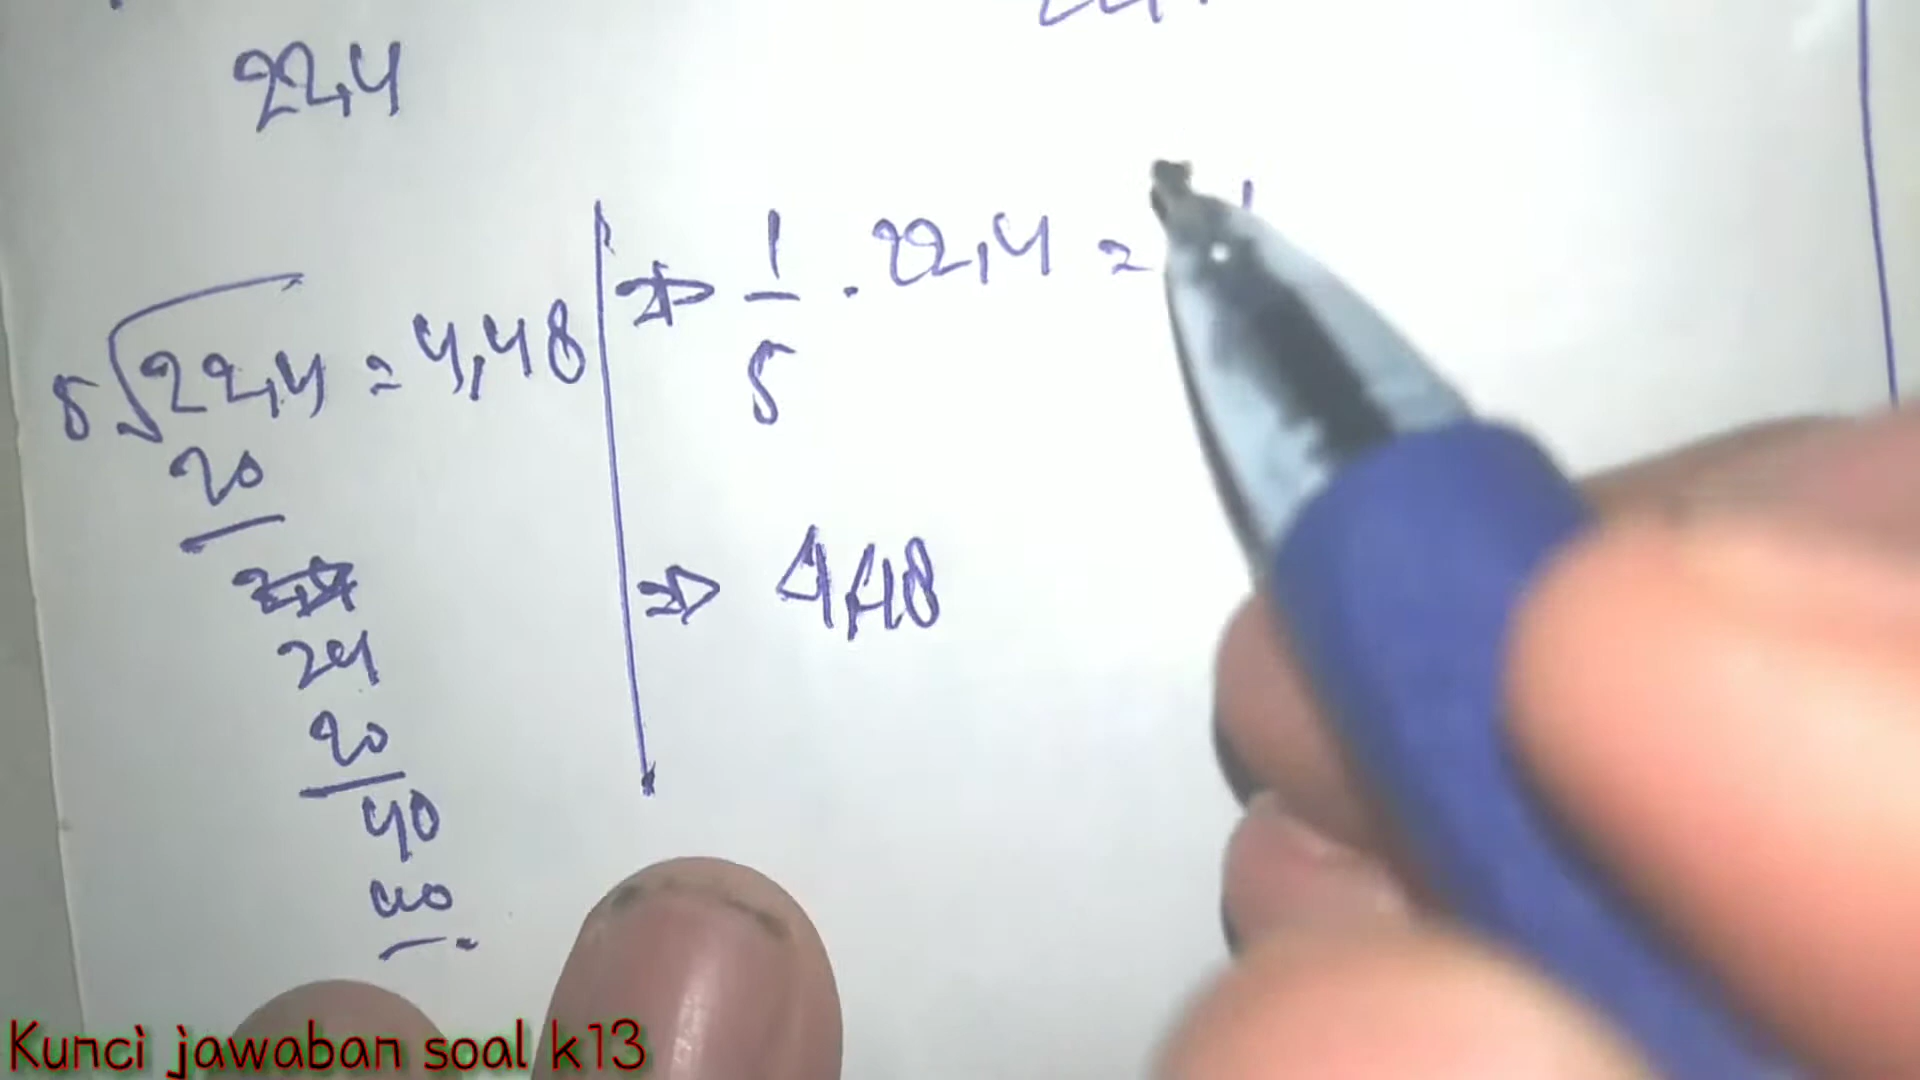 22,4
5√22,4 = 4,48
20
24
20
40
40
⇒ 1/5 . 22,4 =
⇒ 4,48
Kunci jawaban soal k13